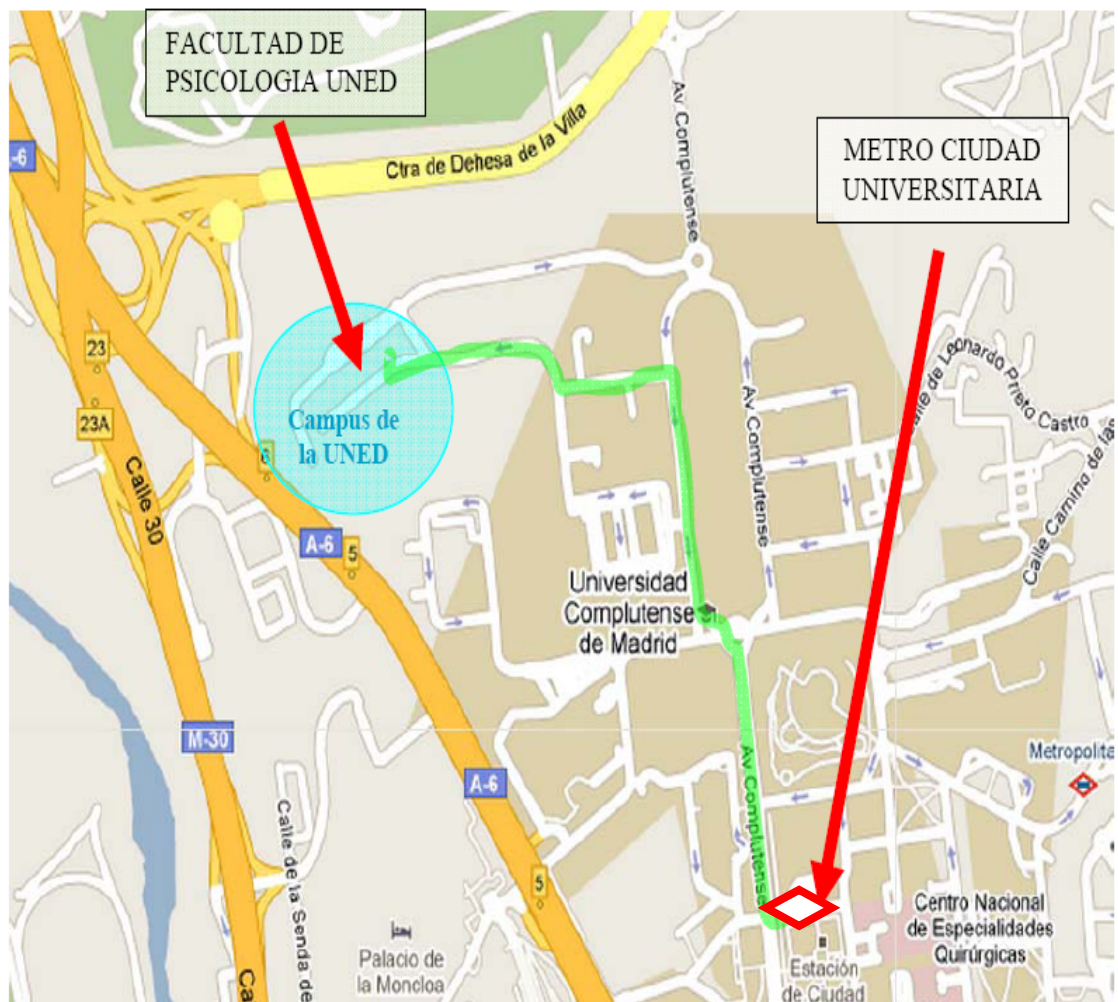 FACULTAD DE
PSICOLOGIA UNED
METRO CIUDAD
UNIVERSITARIA
Av Complutense
Ctra de Dehesa de la Villa
-6
23
23A
Calle 30
Campus de
la UNED
6
A-6
5
Av Complutense
Calle de Leonardo Prieto Castro
Calle Camino de las
Universidad
Complutense
de Madrid
M-30
A-6
Av Complutense
Metropolita
Calle de la Senda de
5
Ca
Palacio de
la Moncloa
Centro Nacional
de Especialidades
Quirúrgicas
Estación
de Ciudad